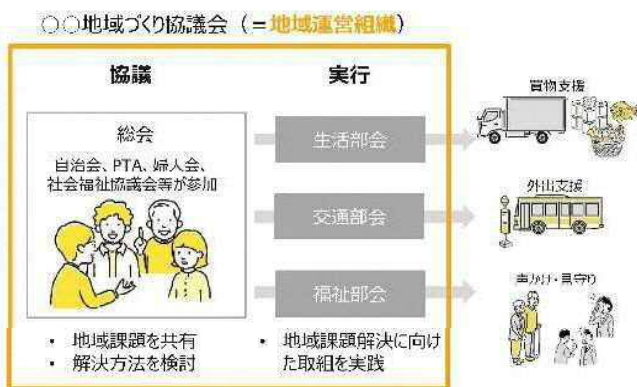 ○○地域づくり協議会（＝地域運営組織）
協議
実行
総会
自治会、PTA、婦人会、
社会福祉協議会等が参加
生活部会
交通部会
福祉部会
買物支援
外出支援
声かけ・見守り
・ 地域課題を共有
・ 解決方法を検討
・ 地域課題解決に向け
た取組を実践